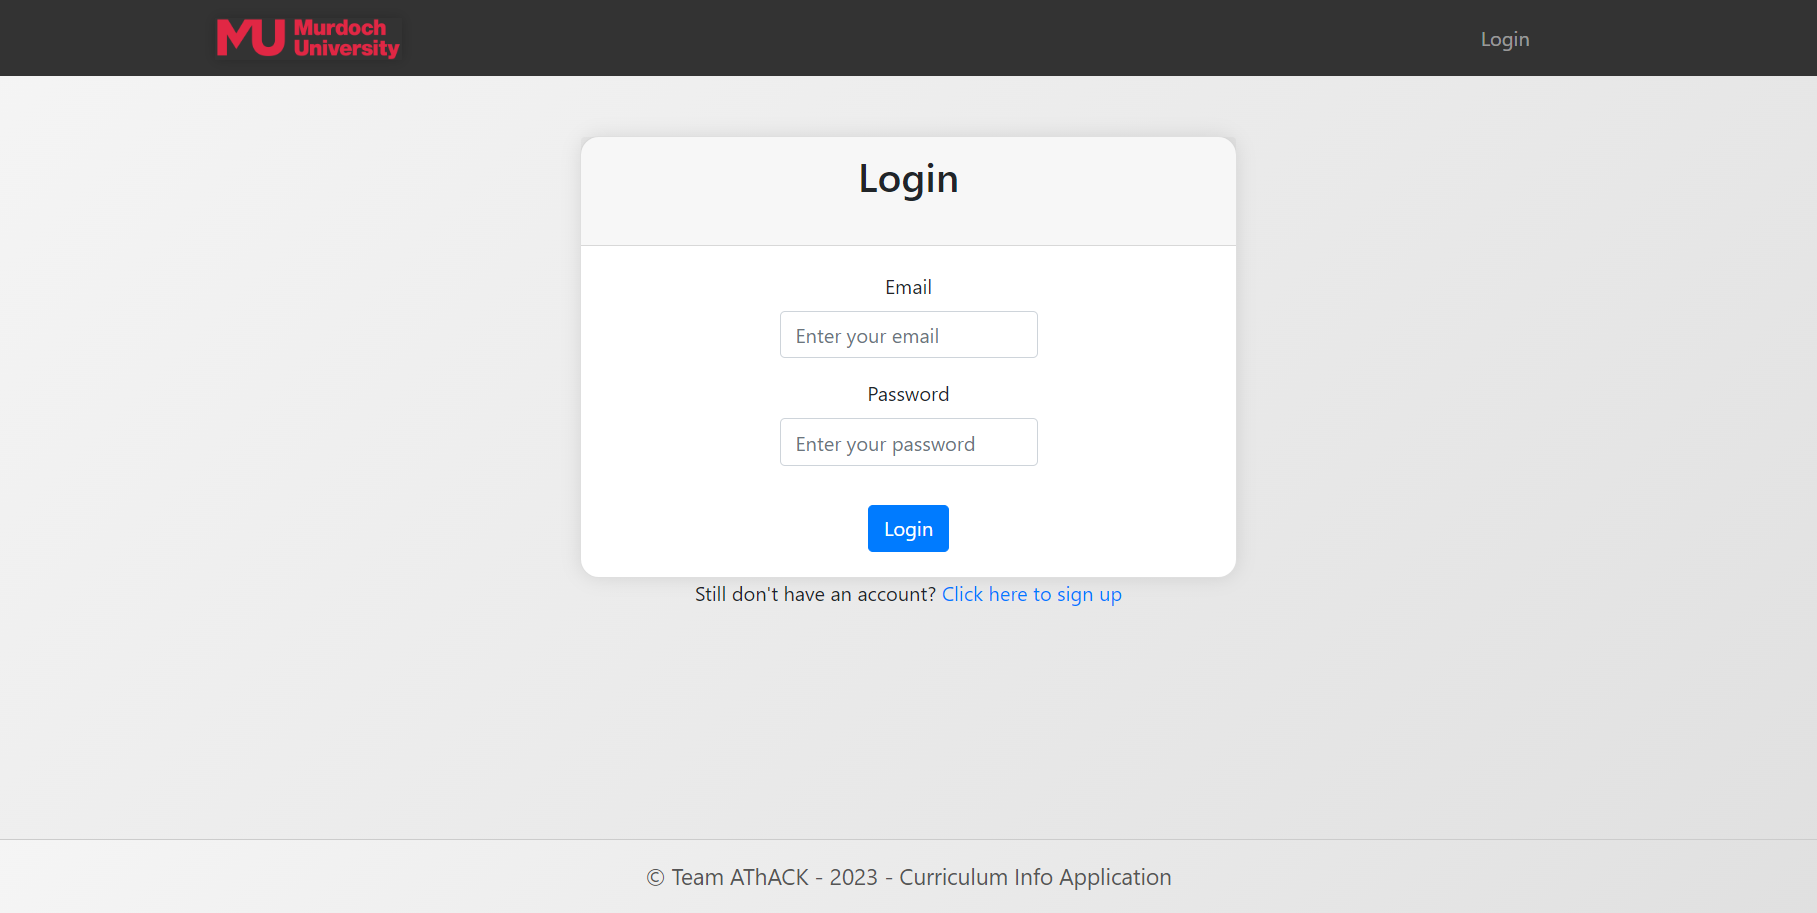 MU Murdoch
University
Login
Login
Email
Enter your email
Password
Enter your password
Login
Still don't have an account? Click here to sign up
© Team AThACK - 2023 - Curriculum Info Application